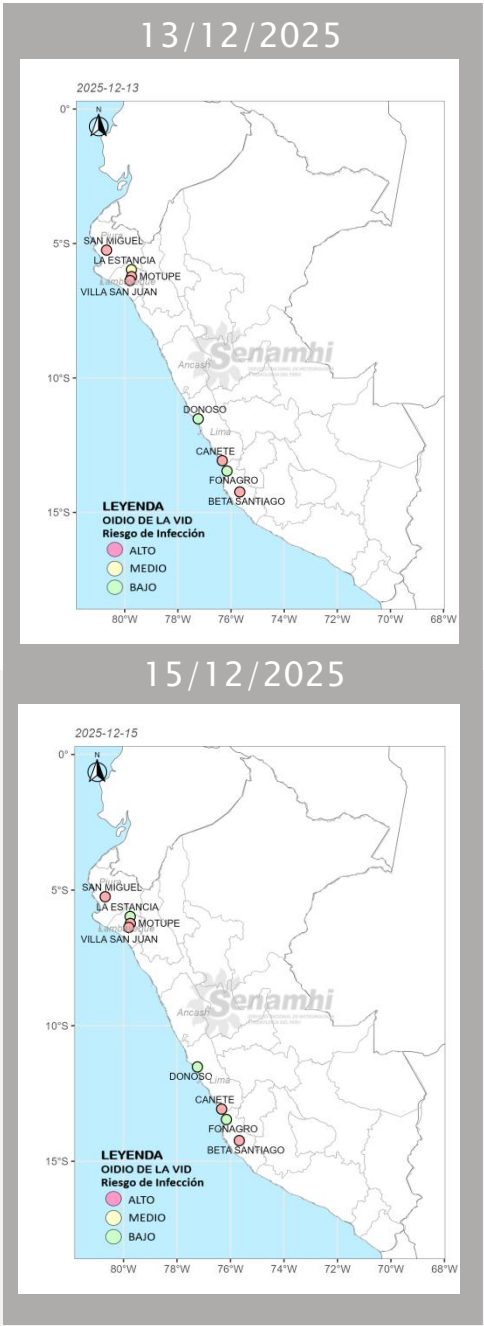 13/12/2025
2025-12-13
0°
N
Piura
SAN MIGUEL
5°S
LA ESTANCIA
MOTUPE
VILLA SAN JUAN
Senamhi
Ancash
10°S
DONOSO
Lima
CANETE
FONAGRO
BETA SANTIAGO
LEYENDA
OIDIO DE LA VID
Riesgo de Infección
15°S
ALTO
MEDIO
BAJO
80°W 78°W 76°W 74°W 72°W 70°W 68°W
15/12/2025
2025-12-15
0°
N
Piura
SAN MIGUEL
5°S
LA ESTANCIA
MOTUPE
VILLA SAN JUAN
Senamhi
Ancash
10°S
DONOSO
Lima
CANETE
FONAGRO
BETA SANTIAGO
LEYENDA
OIDIO DE LA VID
15°S
Riesgo de Infección
ALTO
MEDIO
BAJO
80°W 78°W 76°W 74°W 72°W 70°W 68°W